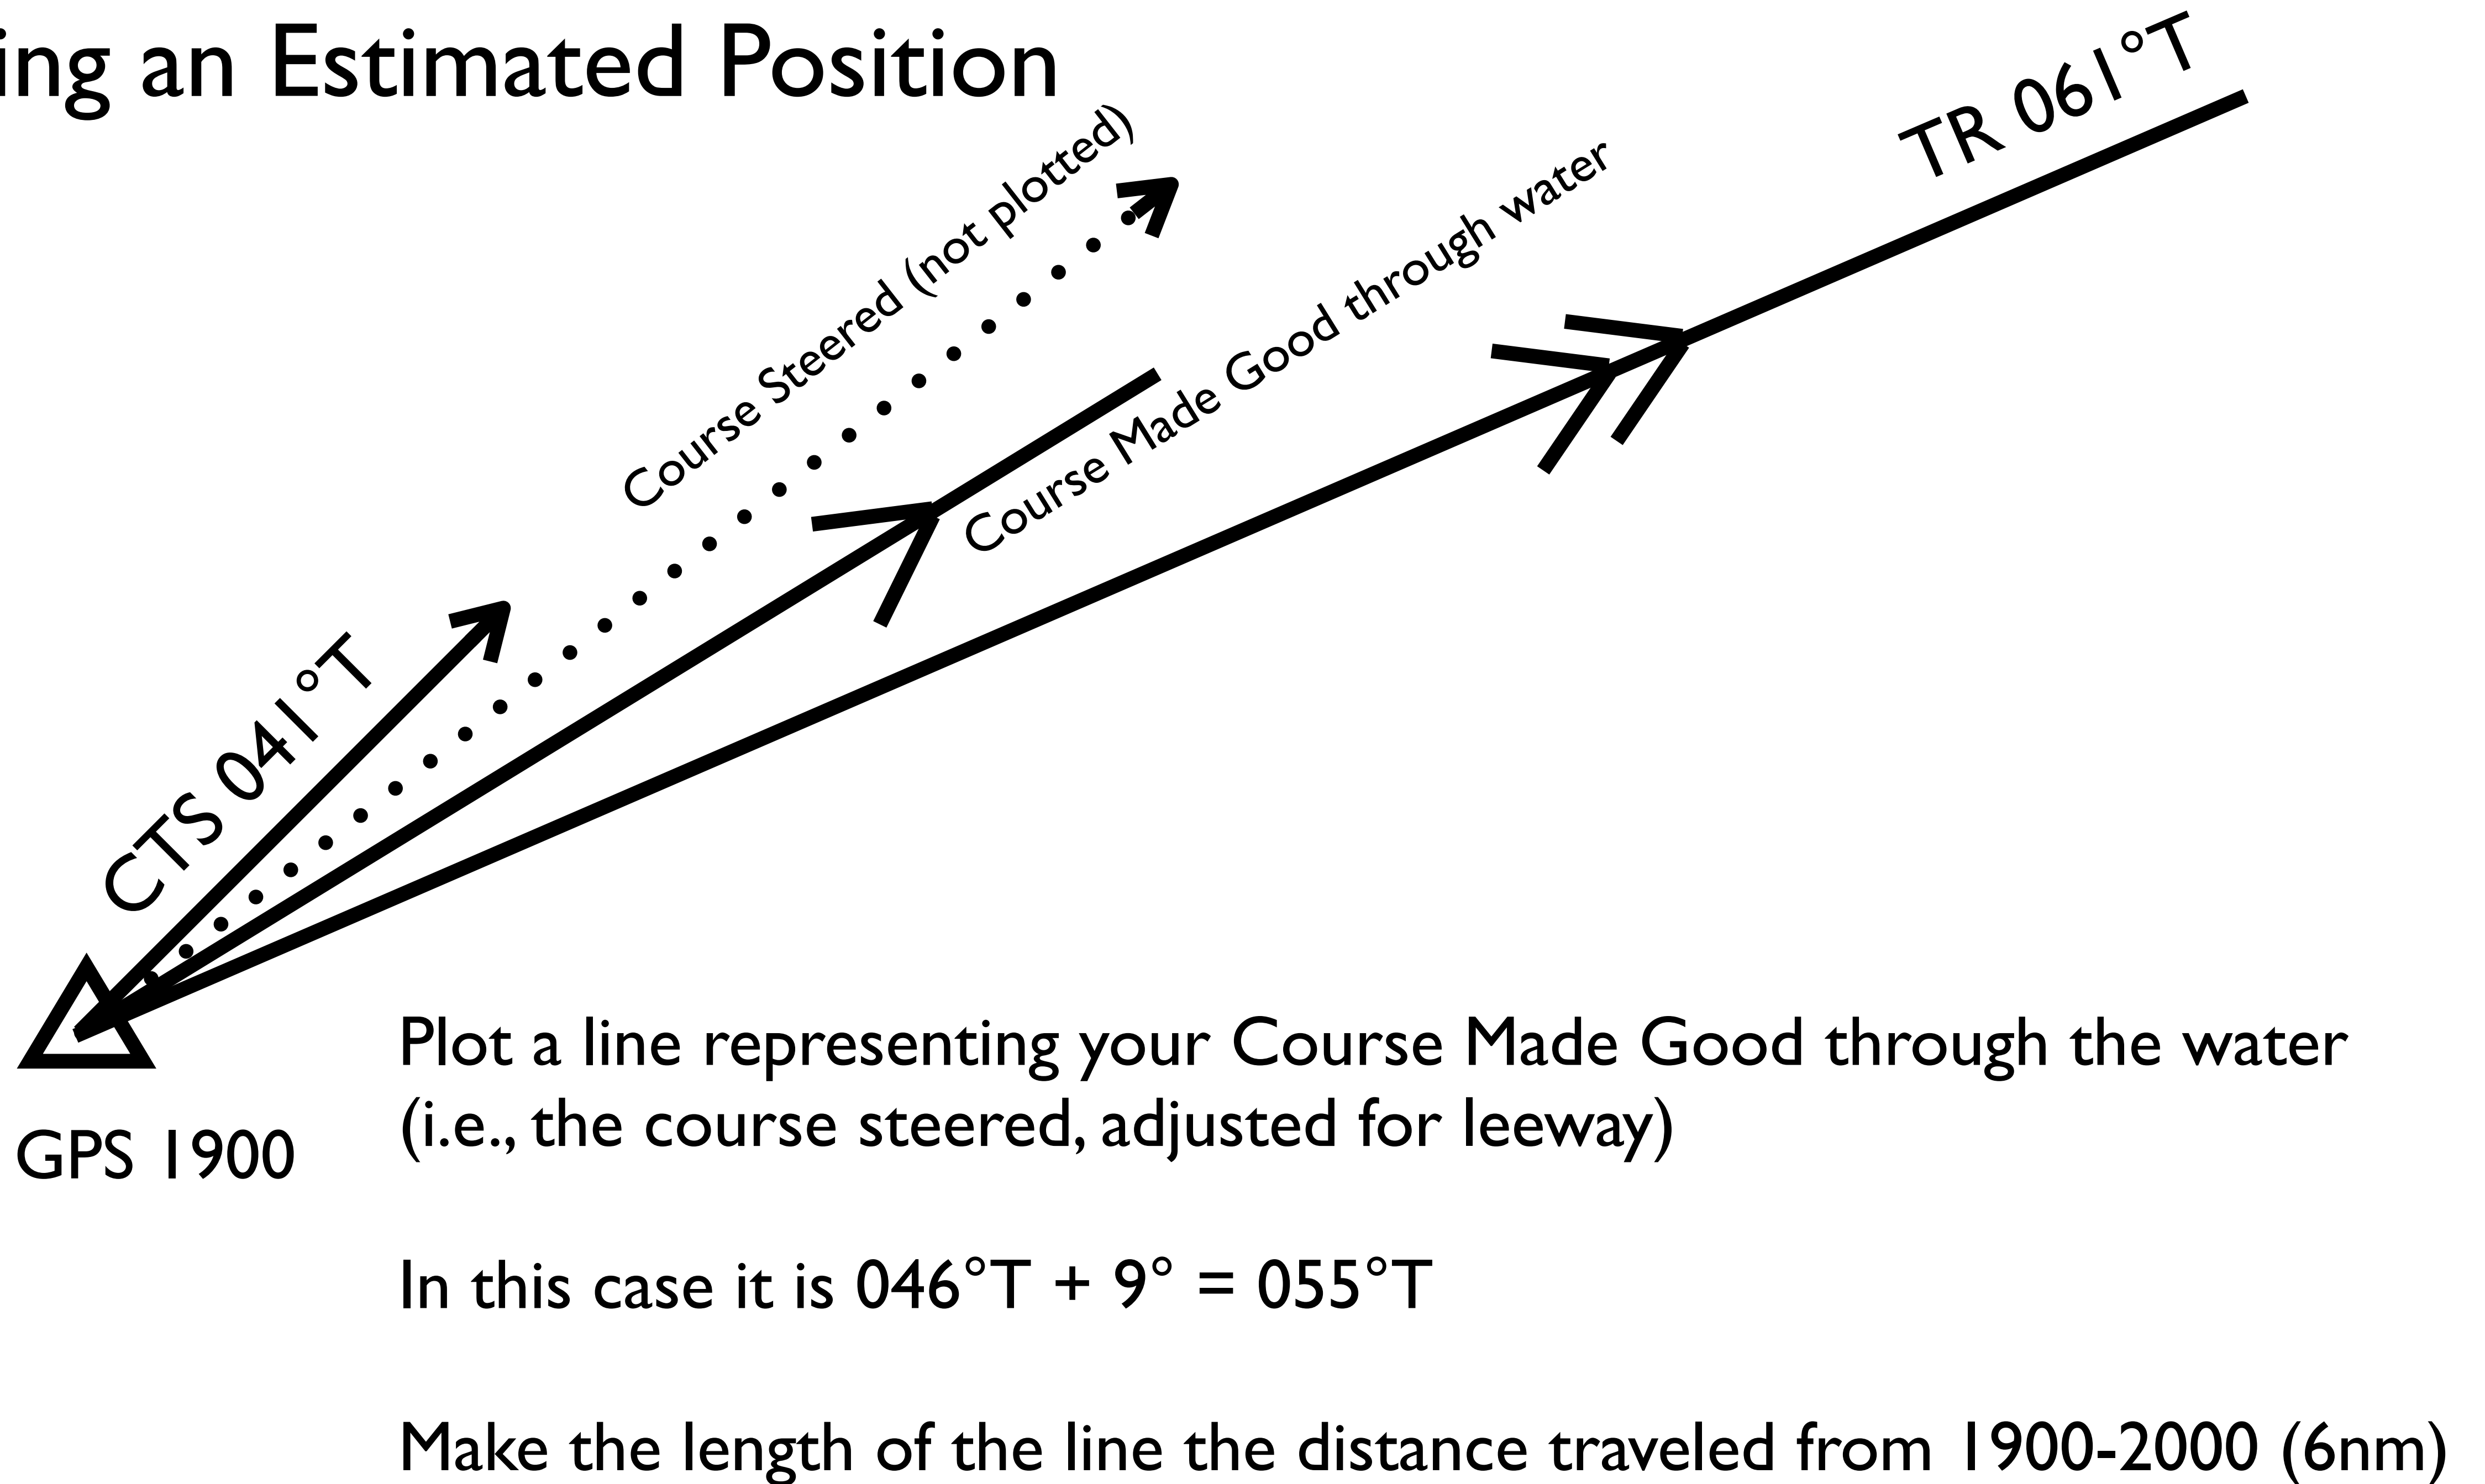 ing an Estimated Position
TR 061°T
Course Steered (not plotted)
Course Made Good through water
CTS 041°T
GPS 1900
Plot a line representing your Course Made Good through the water
(i.e., the course steered, adjusted for leeway)
In this case it is 046°T + 9° = 055°T
Make the length of the line the distance traveled from 1900-2000 (6nm)